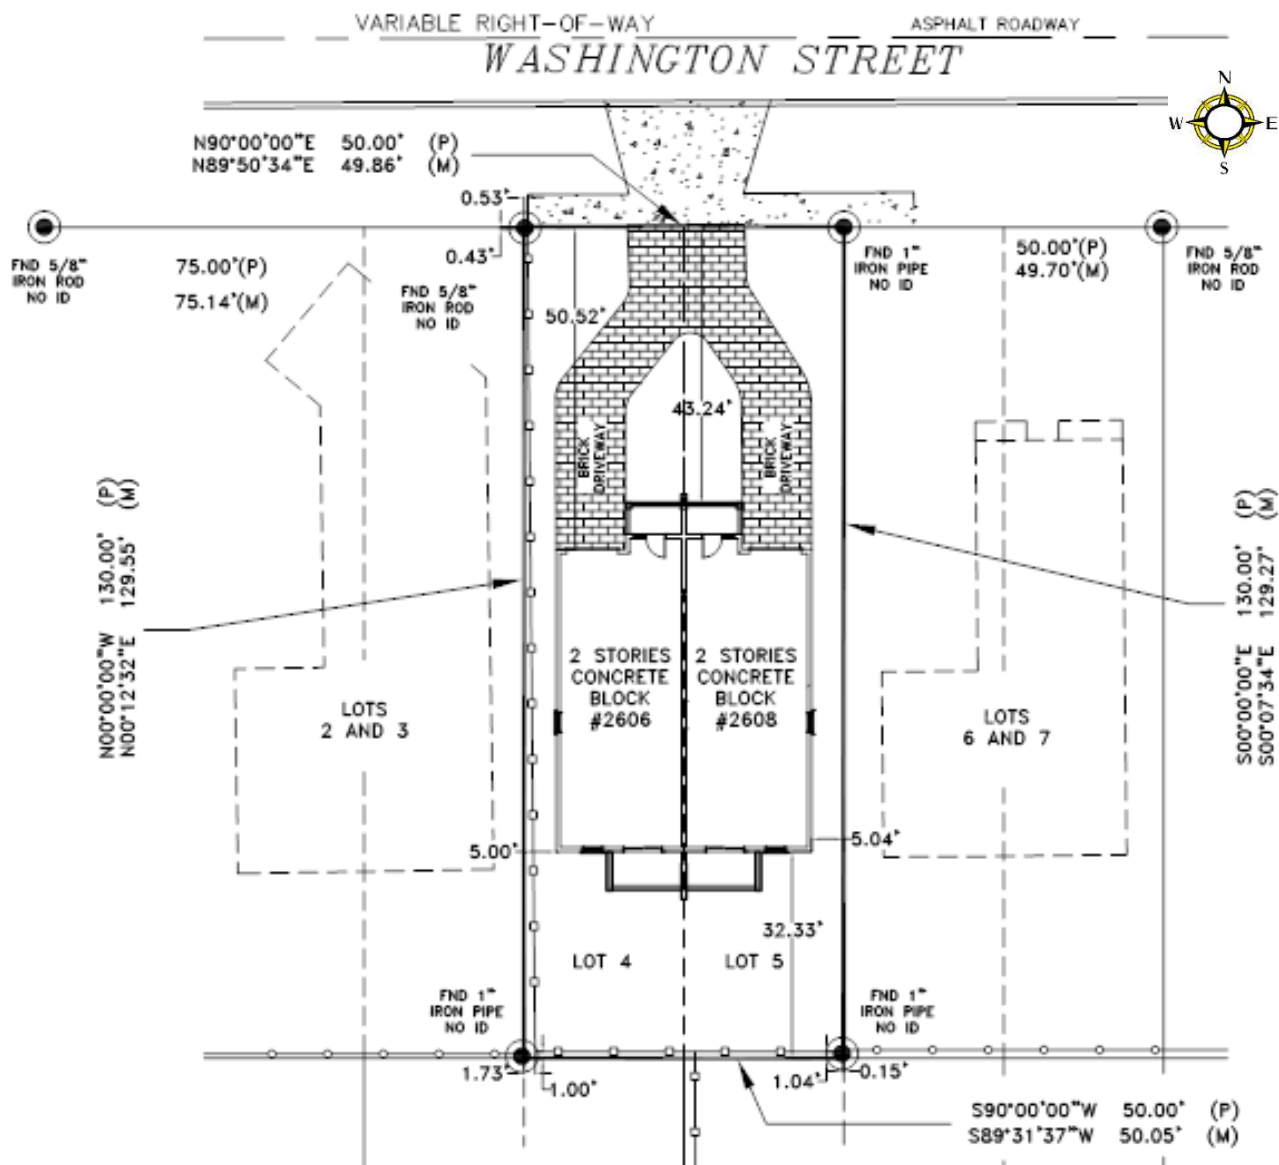 VARIABLE RIGHT-OF-WAY
ASPHALT ROADWAY
WASHINGTON STREET
N
W E
S
N90°00'00"E 50.00' (P)
N89°50'34"E 49.86' (M)
0.53'
0.43'
FND 5/8"
IRON ROD
NO ID
75.00'(P)
75.14'(M)
FND 5/8"
IRON ROD
NO ID
FND 1"
IRON PIPE
NO ID
50.00'(P)
49.70'(M)
FND 5/8"
IRON ROD
NO ID
50.52'
43.24'
BRICK
DRIVEWAY
BRICK
DRIVEWAY
N00°00'00"W 130.00' (P)
N00°12'32"E 129.55' (M)
S00°00'00"E 130.00' (P)
S00°07'34"E 129.27' (M)
2 STORIES
CONCRETE
BLOCK
#2606
2 STORIES
CONCRETE
BLOCK
#2608
LOTS
2 AND 3
LOTS
6 AND 7
5.00'
5.04'
32.33'
LOT 4
LOT 5
FND 1"
IRON PIPE
NO ID
FND 1"
IRON PIPE
NO ID
1.73'
1.00'
1.04'
0.15'
S90°00'00"W 50.00' (P)
S89°31'37"W 50.05' (M)